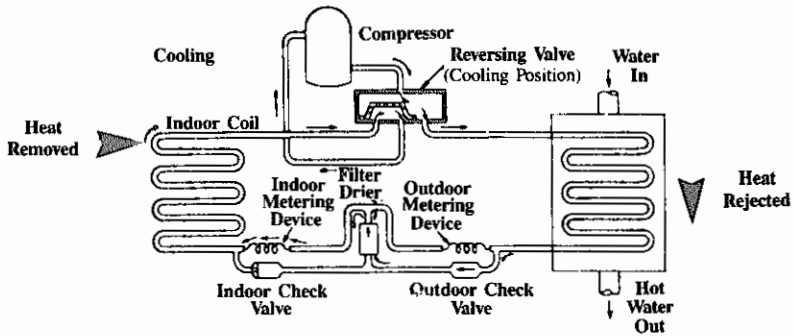 Cooling
Compressor
Reversing Valve
(Cooling Position)
Water
In
Heat
Removed
Indoor Coil
Filter
Drier
Indoor
Metering
Device
Outdoor
Metering
Device
Heat
Rejected
Indoor Check
Valve
Outdoor Check
Valve
Hot
Water
Out